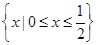 {x | 0 ≤ x ≤ 1/2}